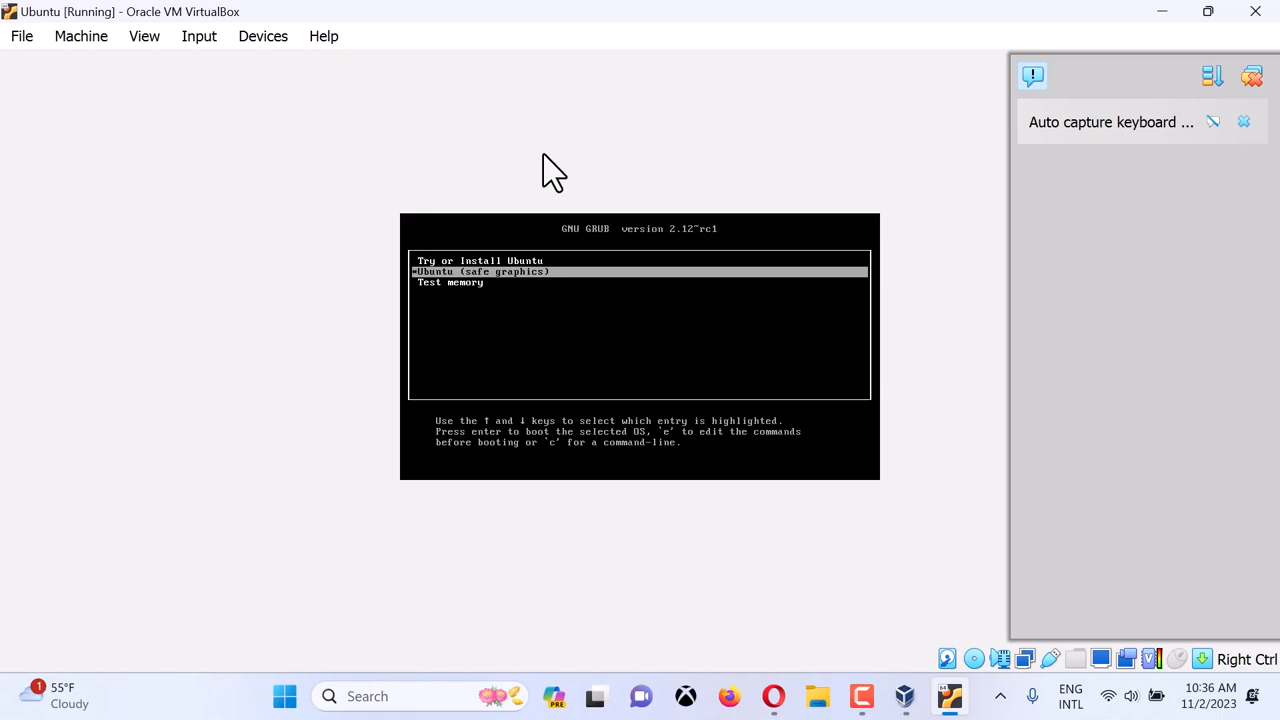 Ubuntu [Running] - Oracle VM VirtualBox
File Machine View Input Devices Help
Auto capture keyboard ...
GNU GRUB version 2.12~rc1
Try or Install Ubuntu
*Ubuntu (safe graphics)
Test memory
Use the ↑ and ↓ keys to select which entry is highlighted.
Press enter to boot the selected OS, `e' to edit the commands
before booting or `c' for a command-line.
Right Ctrl
1
55°F
Cloudy
Search
PRE
64
ENG
INTL
10:36 AM
11/2/2023